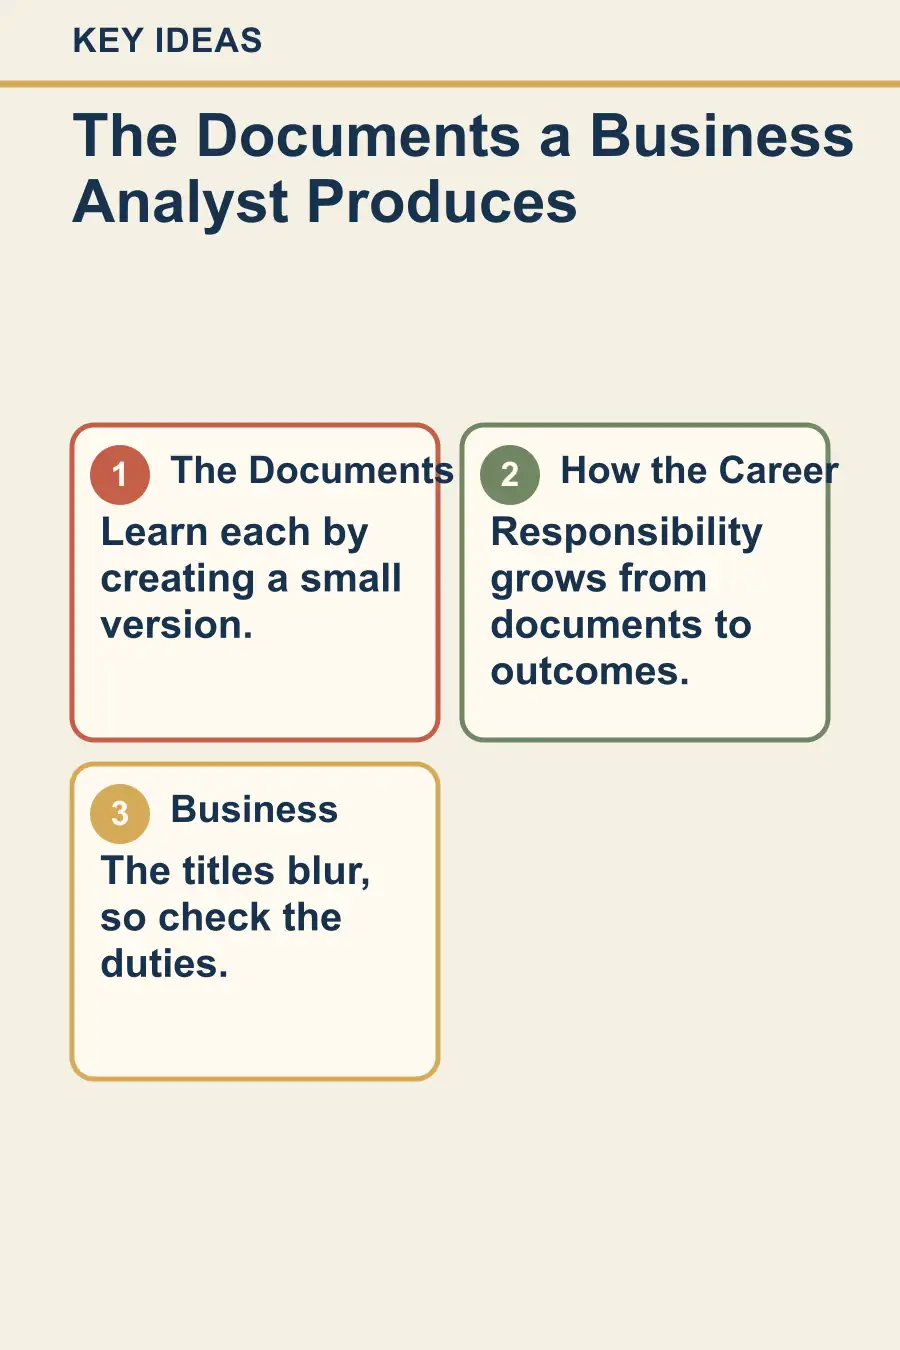 KEY IDEAS
The Documents a Business
Analyst Produces
1 The Documents
Learn each by
creating a small
version.
2 How the Career
Responsibility
grows from
documents to
outcomes.
3 Business
The titles blur,
so check the
duties.